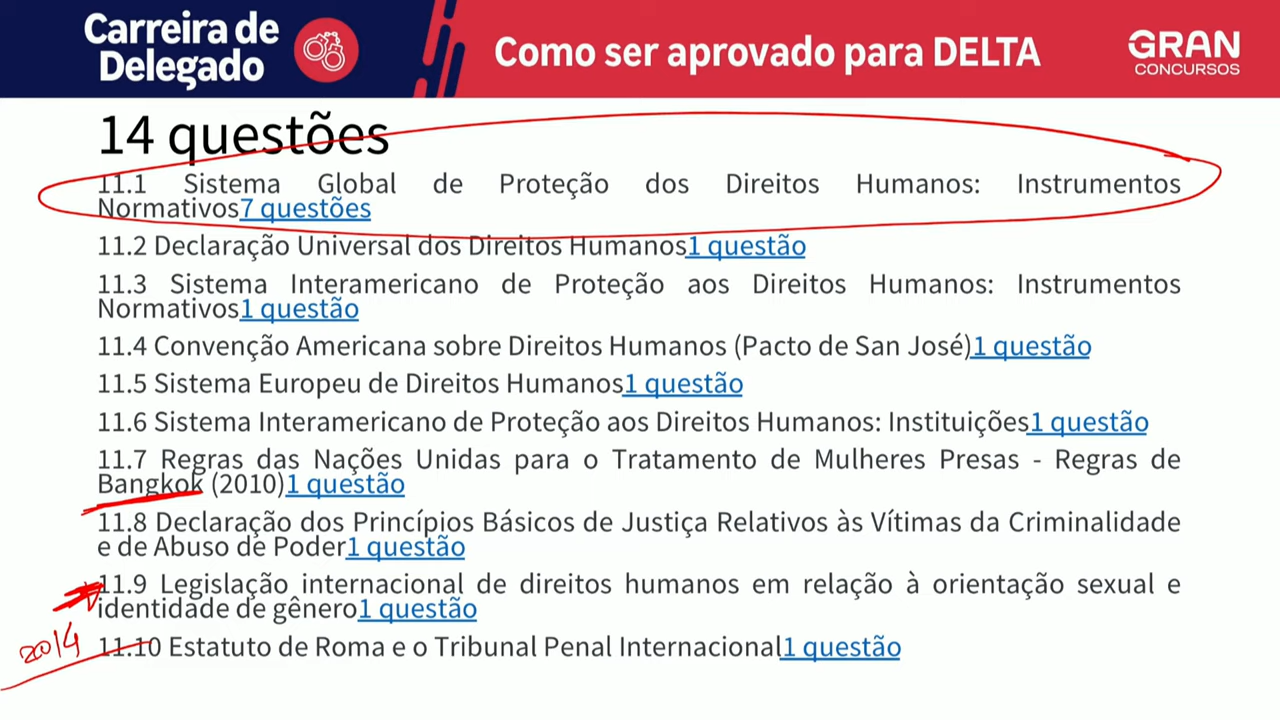 Carreira de
Delegado
Como ser aprovado para DELTA
GRAN
CONCURSOS
14 questões
11.1 Sistema Global de Proteção dos Direitos Humanos: Instrumentos
Normativos7 questões
11.2 Declaração Universal dos Direitos Humanos1 questão
11.3 Sistema Interamericano de Proteção aos Direitos Humanos: Instrumentos
Normativos1 questão
11.4 Convenção Americana sobre Direitos Humanos (Pacto de San José)1 questão
11.5 Sistema Europeu de Direitos Humanos1 questão
11.6 Sistema Interamericano de Proteção aos Direitos Humanos: Instituições1 questão
11.7 Regras das Nações Unidas para o Tratamento de Mulheres Presas - Regras de
Bangkok (2010)1 questão
11.8 Declaração dos Princípios Básicos de Justiça Relativos às Vítimas da Criminalidade
e de Abuso de Poder1 questão
11.9 Legislação internacional de direitos humanos em relação à orientação sexual e
identidade de gênero1 questão
2014
11.10 Estatuto de Roma e o Tribunal Penal Internacional1 questão